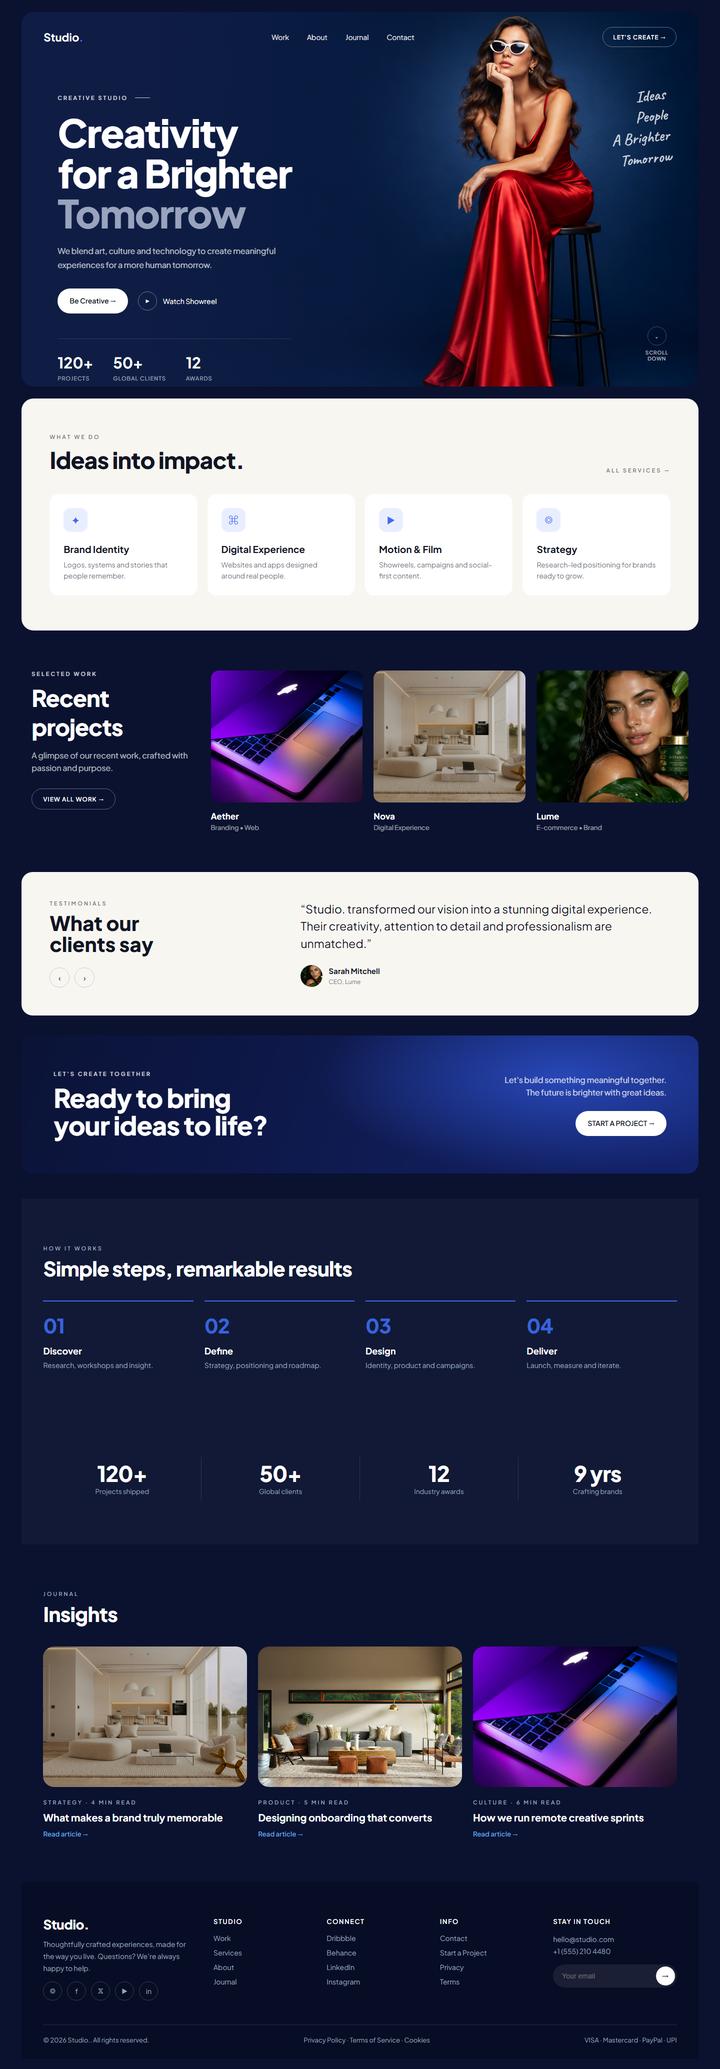 Studio.
Work About Journal Contact
LET'S CREATE →
CREATIVE STUDIO
Creativity
for a Brighter
Tomorrow
Ideas
People
A Brighter
Tomorrow
We blend art, culture and technology to create meaningful
experiences for a more human tomorrow.
Be Creative →
Watch Showreel
120+ 50+ 12
PROJECTS GLOBAL CLIENTS AWARDS
SCROLL
DOWN
WHAT WE DO
Ideas into impact.
ALL SERVICES →
Brand Identity
Logos, systems and stories that
people remember.
Digital Experience
Websites and apps designed
around real people.
Motion & Film
Showreels, campaigns and social-
first content.
Strategy
Research-led positioning for brands
ready to grow.
SELECTED WORK
Recent
projects
A glimpse of our recent work, crafted with
passion and purpose.
VIEW ALL WORK →
Aether
Branding • Web
Nova
Digital Experience
Lume
E-commerce • Brand
TESTIMONIALS
What our
clients say
“Studio. transformed our vision into a stunning digital experience.
Their creativity, attention to detail and professionalism are
unmatched.”
Sarah Mitchell
CEO, Lume
LET'S CREATE TOGETHER
Ready to bring
your ideas to life?
Let's build something meaningful together.
The future is brighter with great ideas.
START A PROJECT →
HOW IT WORKS
Simple steps, remarkable results
01
Discover
Research, workshops and insight.
02
Define
Strategy, positioning and roadmap.
03
Design
Identity, product and campaigns.
04
Deliver
Launch, measure and iterate.
120+
Projects shipped
50+
Global clients
12
Industry awards
9 yrs
Crafting brands
JOURNAL
Insights
STRATEGY · 4 MIN READ
What makes a brand truly memorable
Read article →
PRODUCT · 5 MIN READ
Designing onboarding that converts
Read article →
CULTURE · 6 MIN READ
How we run remote creative sprints
Read article →
Studio.
Thoughtfully crafted experiences, made for
the way you live. Questions? We're always
happy to help.
f 𝕏 in
STUDIO
Work
Services
About
Journal
CONNECT
Dribbble
Behance
LinkedIn
Instagram
INFO
Contact
Start a Project
Privacy
Terms
STAY IN TOUCH
hello@studio.com
+1 (555) 210 4480
Your email →
© 2026 Studio.. All rights reserved.
Privacy Policy · Terms of Service · Cookies
VISA · Mastercard · PayPal · UPI